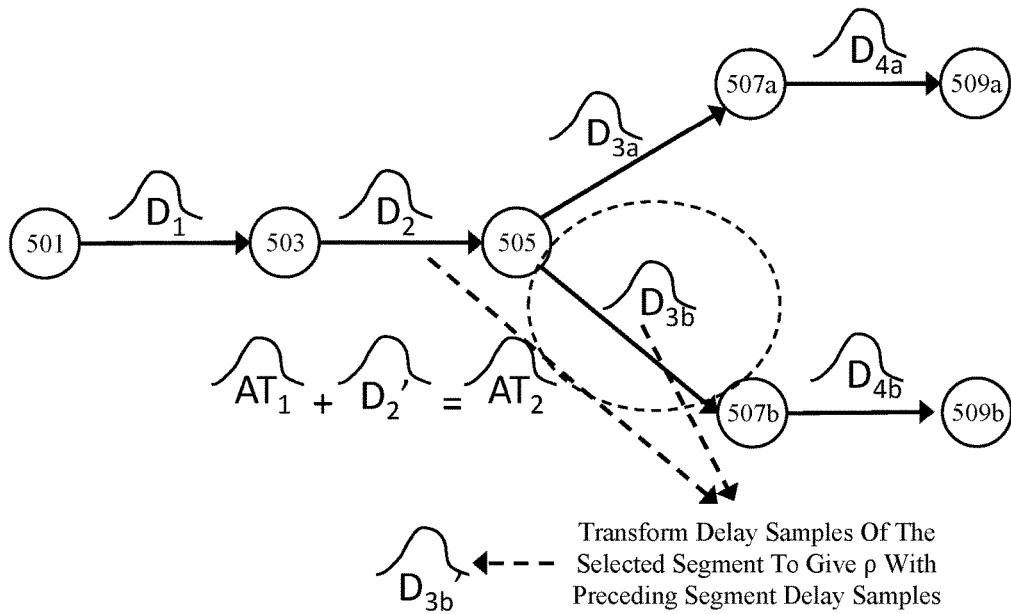 D4a
507a
509a
D3a
D1
D2
501
503
505
D3b
AT1 + D2' = AT2
D4b
507b
509b
Transform Delay Samples Of The
Selected Segment To Give ρ With
Preceding Segment Delay Samples
D3b'